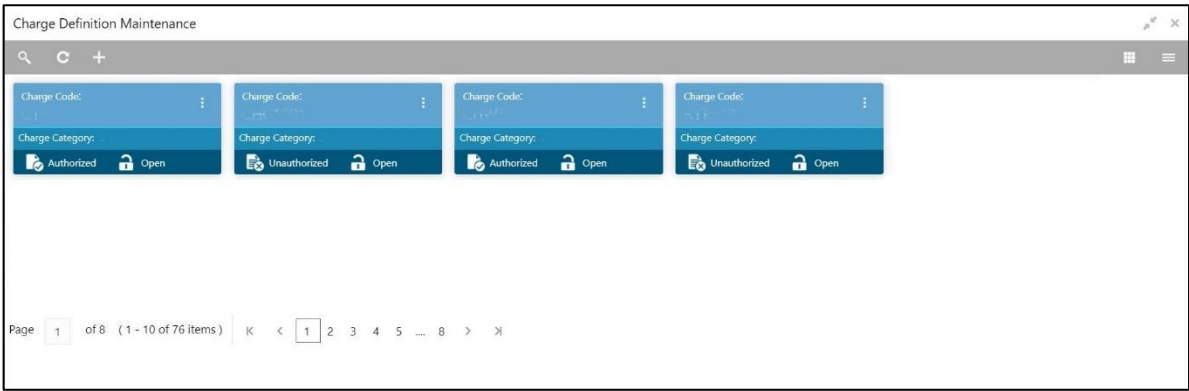 Charge Definition Maintenance
Charge Code: Charge Code: Charge Code: Charge Code:
Charge Category: Charge Category: Charge Category: Charge Category:
Authorized Open Unauthorized Open Authorized Open Unauthorized Open
Page 1 of 8 ( 1 - 10 of 76 items ) 1 2 3 4 5 .... 8